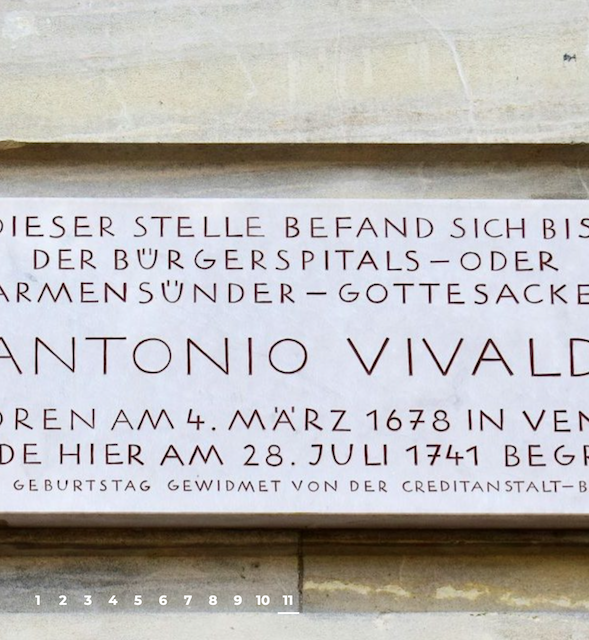 DIESER STELLE BEFAND SICH BIS
DER BÜRGERSPITALS–ODER
ARMENSÜNDER–GOTTESACKE
ANTONIO VIVALD
OREN AM 4. MÄRZ 1678 IN VEN
DE HIER AM 28. JULI 1741 BEGR
GEBURTSTAG GEWIDMET VON DER CREDITANSTALT–B
1 2 3 4 5 6 7 8 9 10 11